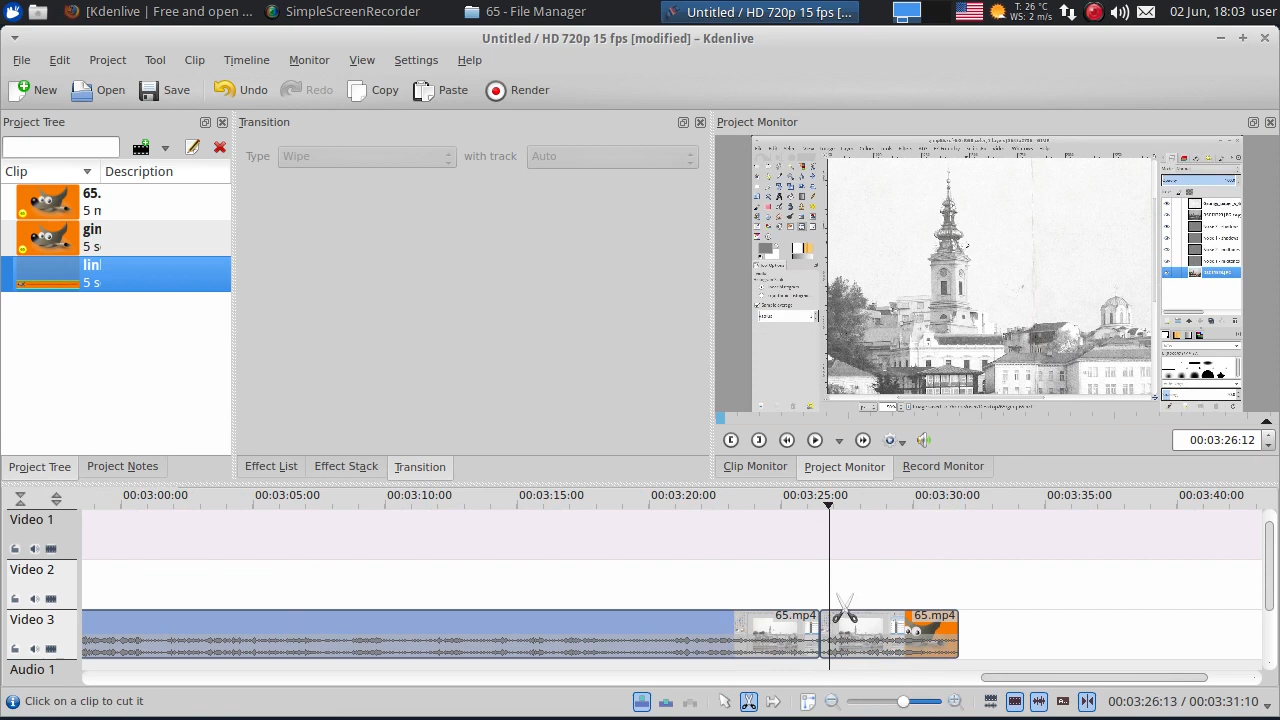 [Kdenlive | Free and open ...
SimpleScreenRecorder
65 - File Manager
Untitled / HD 720p 15 fps [...
T: 26 °C
WS: 2 m/s
02 Jun, 18:03 user
Untitled / HD 720p 15 fps [modified] – Kdenlive
File Edit Project Tool Clip Timeline Monitor View Settings Help
New Open Save Undo Redo Copy Paste Render
Project Tree
Transition
Project Monitor
Type Wipe with track Auto
Clip Description
65.
5 m
gin
5 s
lin
5 s
00:03:26:12
Project Tree Project Notes
Effect List Effect Stack Transition
Clip Monitor Project Monitor Record Monitor
00:03:00:00 00:03:05:00 00:03:10:00 00:03:15:00 00:03:20:00 00:03:25:00 00:03:30:00 00:03:35:00 00:03:40:00
Video 1
Video 2
Video 3
65.mp4 65.mp4
Audio 1
Click on a clip to cut it
00:03:26:13 / 00:03:31:10